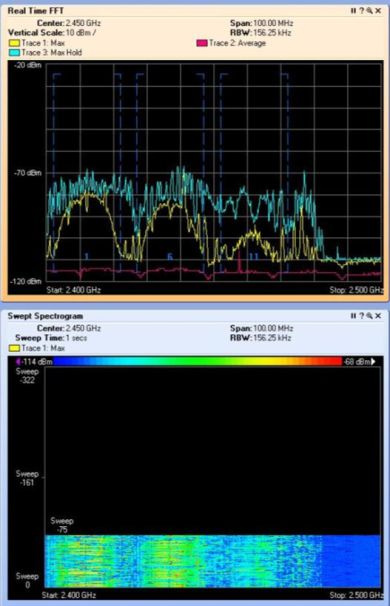 Real Time FFT
Center: 2.450 GHz Span: 100.00 MHz
Vertical Scale: 10 dBm / RBW: 156.25 kHz
Trace 1: Max Trace 2: Average
Trace 3: Max Hold
-20 dBm
-70 dBm
1 6 11
-120 dBm
Start: 2.400 GHz Stop: 2.500 GHz
Swept Spectrogram
Center: 2.450 GHz Span: 100.00 MHz
Sweep Time: 1 secs RBW: 156.25 kHz
Trace 1: Max
-114 dBm -68 dBm
Sweep
-322
Sweep
-161
Sweep
-75
Sweep
0
Start: 2.400 GHz Stop: 2.500 GHz